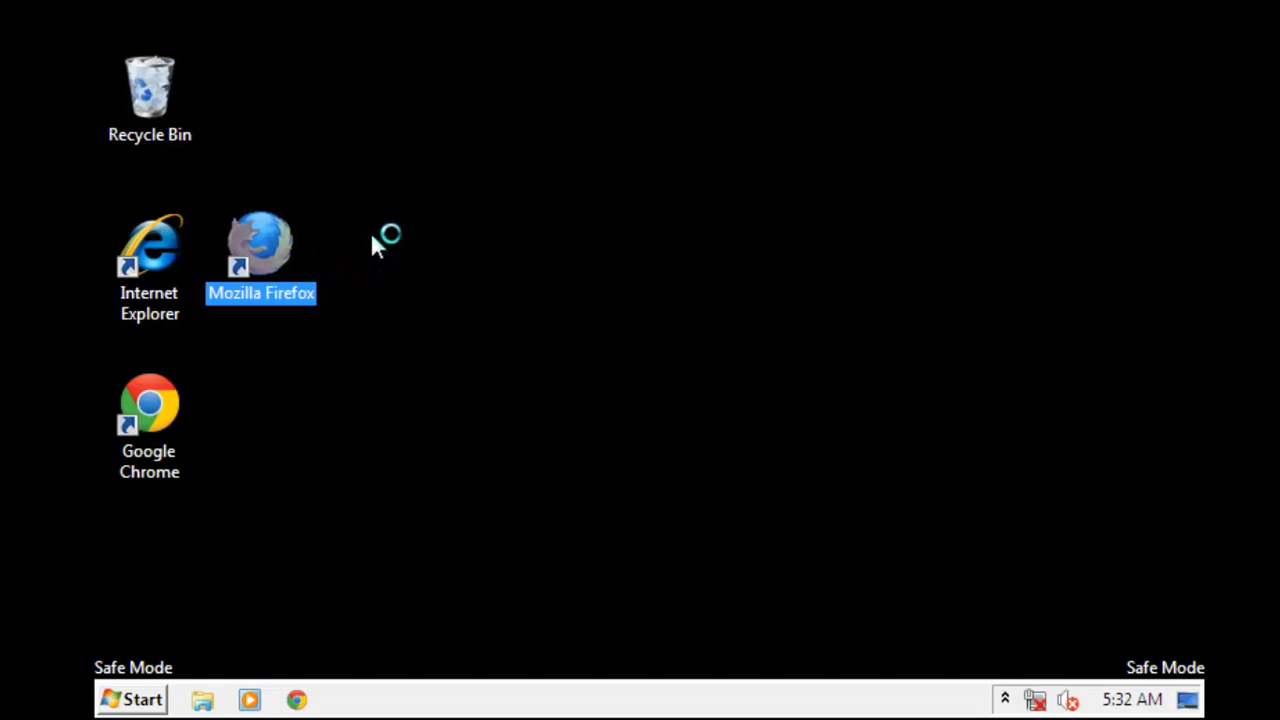 Recycle Bin
Internet
Explorer
Mozilla Firefox
Google
Chrome
Safe Mode
Safe Mode
Start
5:32 AM